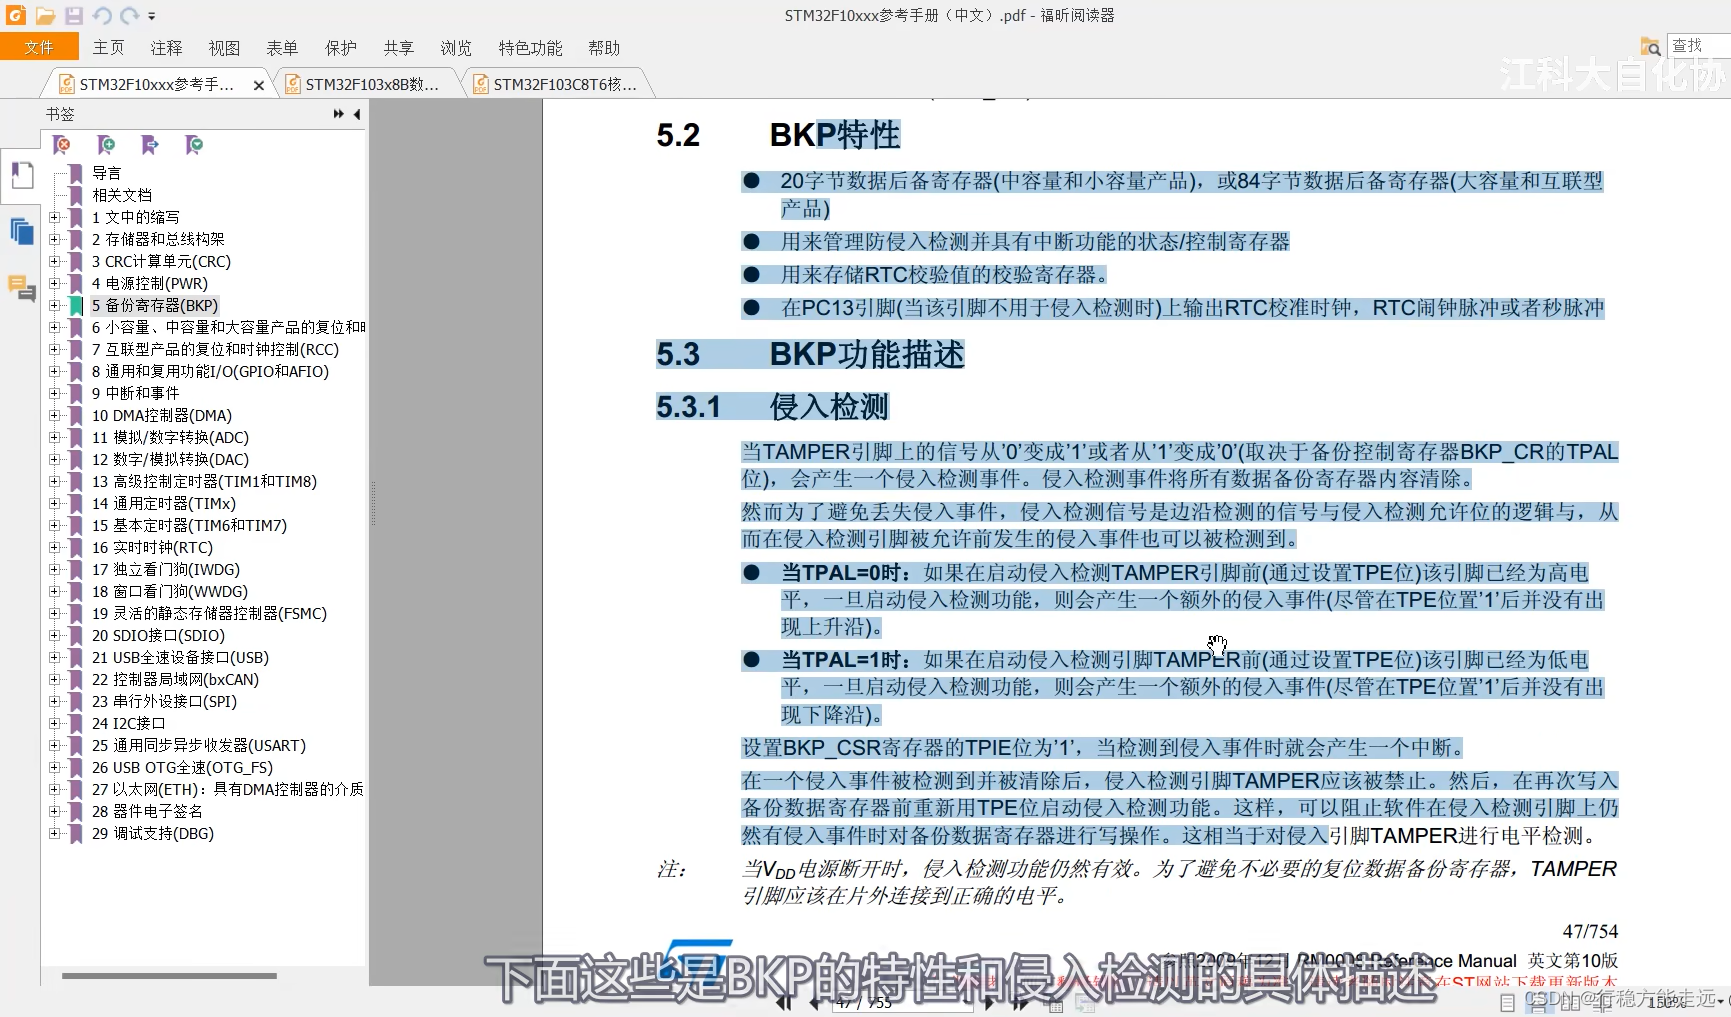 STM32F10xxx参考手册（中文）.pdf - 福昕阅读器
文件 主页 注释 视图 表单 保护 共享 浏览 特色功能 帮助
查找
江科大自化协
STM32F10xxx参考手... STM32F103x8B数... STM32F103C8T6核...
书签
导言
相关文档
1 文中的缩写
2 存储器和总线构架
3 CRC计算单元(CRC)
4 电源控制(PWR)
5 备份寄存器(BKP)
6 小容量、中容量和大容量产品的复位和
7 互联型产品的复位和时钟控制(RCC)
8 通用和复用功能I/O(GPIO和AFIO)
9 中断和事件
10 DMA控制器(DMA)
11 模拟/数字转换(ADC)
12 数字/模拟转换(DAC)
13 高级控制定时器(TIM1和TIM8)
14 通用定时器(TIMx)
15 基本定时器(TIM6和TIM7)
16 实时时钟(RTC)
17 独立看门狗(IWDG)
18 窗口看门狗(WWDG)
19 灵活的静态存储器控制器(FSMC)
20 SDIO接口(SDIO)
21 USB全速设备接口(USB)
22 控制器局域网(bxCAN)
23 串行外设接口(SPI)
24 I2C接口
25 通用同步异步收发器(USART)
26 USB OTG全速(OTG_FS)
27 以太网(ETH)：具有DMA控制器的介质
28 器件电子签名
29 调试支持(DBG)
5.2 BKP特性
● 20字节数据后备寄存器(中容量和小容量产品)，或84字节数据后备寄存器(大容量和互联型
产品)
● 用来管理防侵入检测并具有中断功能的状态/控制寄存器
● 用来存储RTC校验值的校验寄存器。
● 在PC13引脚(当该引脚不用于侵入检测时)上输出RTC校准时钟，RTC闹钟脉冲或者秒脉冲
5.3 BKP功能描述
5.3.1 侵入检测
当TAMPER引脚上的信号从'0'变成'1'或者从'1'变成'0'(取决于备份控制寄存器BKP_CR的TPAL
位)，会产生一个侵入检测事件。侵入检测事件将所有数据备份寄存器内容清除。
然而为了避免丢失侵入事件，侵入检测信号是边沿检测的信号与侵入检测允许位的逻辑与，从
而在侵入检测引脚被允许前发生的侵入事件也可以被检测到。
● 当TPAL=0时：如果在启动侵入检测TAMPER引脚前(通过设置TPE位)该引脚已经为高电
平，一旦启动侵入检测功能，则会产生一个额外的侵入事件(尽管在TPE位置'1'后并没有出
现上升沿)。
● 当TPAL=1时：如果在启动侵入检测引脚TAMPER前(通过设置TPE位)该引脚已经为低电
平，一旦启动侵入检测功能，则会产生一个额外的侵入事件(尽管在TPE位置'1'后并没有出
现下降沿)。
设置BKP_CSR寄存器的TPIE位为'1'，当检测到侵入事件时就会产生一个中断。
在一个侵入事件被检测到并被清除后，侵入检测引脚TAMPER应该被禁止。然后，在再次写入
备份数据寄存器前重新用TPE位启动侵入检测功能。这样，可以阻止软件在侵入检测引脚上仍
然有侵入事件时对备份数据寄存器进行写操作。这相当于对侵入引脚TAMPER进行电平检测。
注： 当VDD电源断开时，侵入检测功能仍然有效。为了避免不必要的复位数据备份寄存器，TAMPER
引脚应该在片外连接到正确的电平。
47/754
参照2009年12月 RM0008 Reference Manual 英文第10版
下面这些是BKP的特性和侵入检测的具体描述
47 / 755
150%
CSDN @行稳方能走远